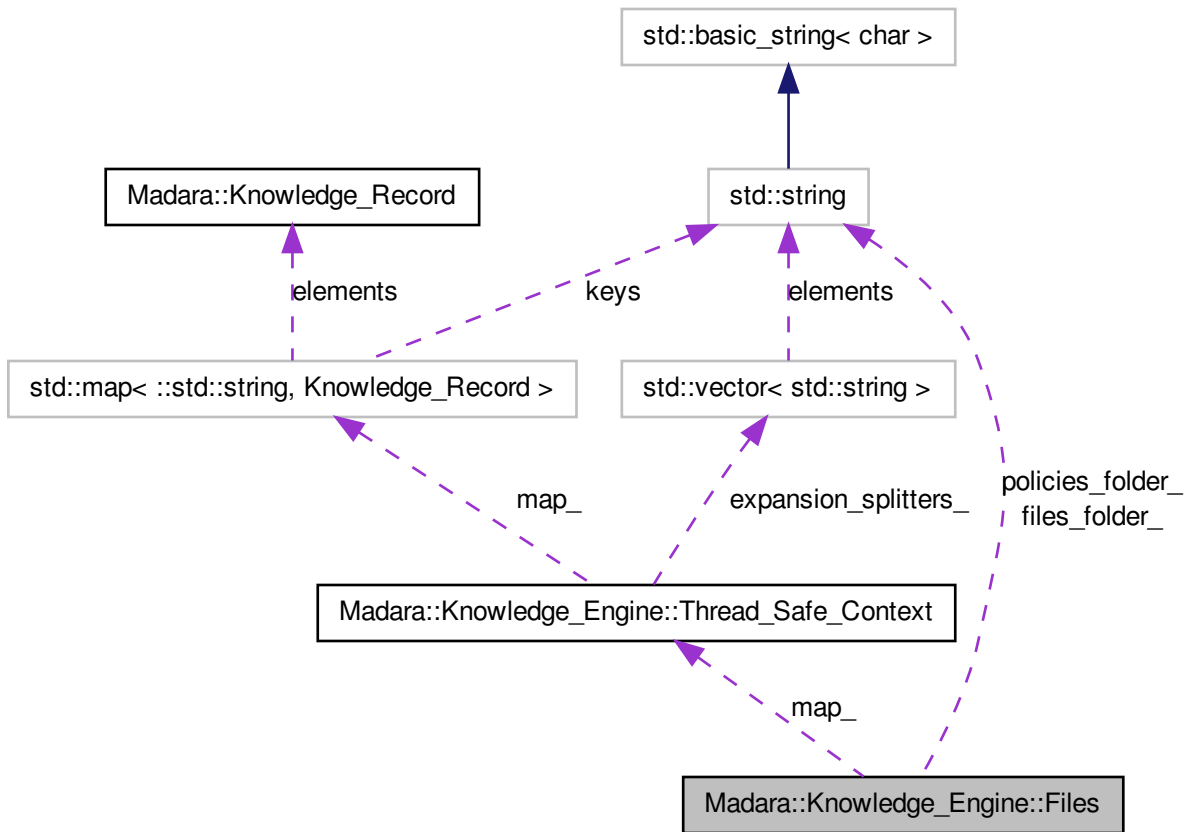 std::basic_string< char >
Madara::Knowledge_Record
std::string
elements
keys
elements
std::map< ::std::string, Knowledge_Record >
std::vector< std::string >
map_
expansion_splitters_
policies_folder_
files_folder_
Madara::Knowledge_Engine::Thread_Safe_Context
map_
Madara::Knowledge_Engine::Files